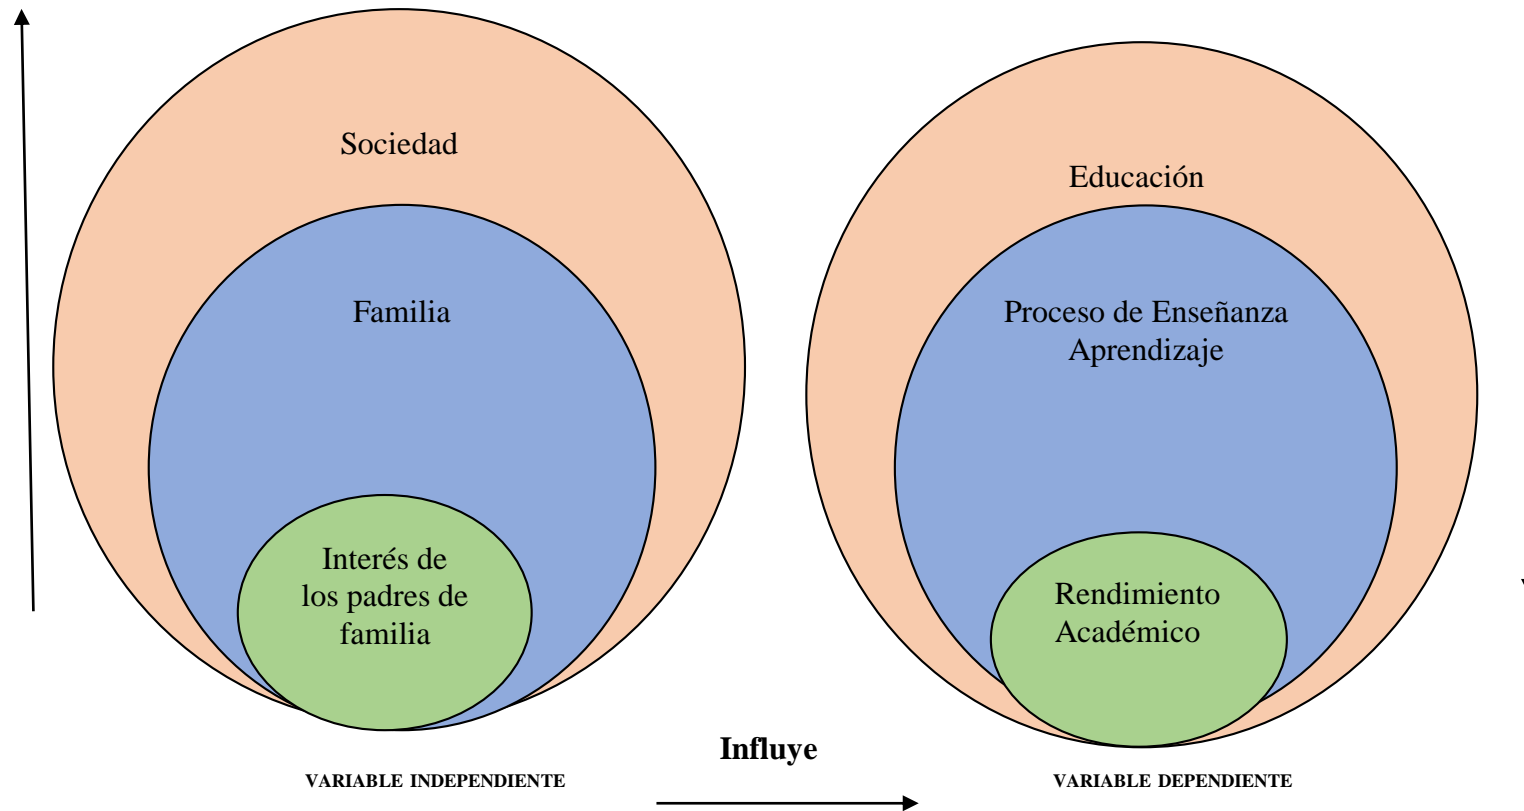 Sociedad
Familia
Interés de
los padres de
familia
Educación
Proceso de Enseñanza
Aprendizaje
Rendimiento
Académico
Influye
VARIABLE INDEPENDIENTE
VARIABLE DEPENDIENTE